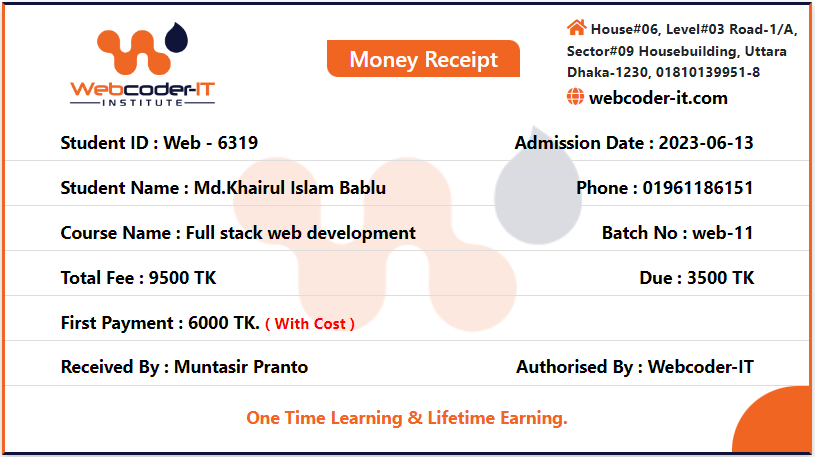 Webcoder-IT
INSTITUTE
Money Receipt
House#06, Level#03 Road-1/A,
Sector#09 Housebuilding, Uttara
Dhaka-1230, 01810139951-8
webcoder-it.com
Student ID : Web - 6319
Admission Date : 2023-06-13
Student Name : Md.Khairul Islam Bablu
Phone : 01961186151
Course Name : Full stack web development
Batch No : web-11
Total Fee : 9500 TK
Due : 3500 TK
First Payment : 6000 TK. ( With Cost )
Received By : Muntasir Pranto
Authorised By : Webcoder-IT
One Time Learning & Lifetime Earning.